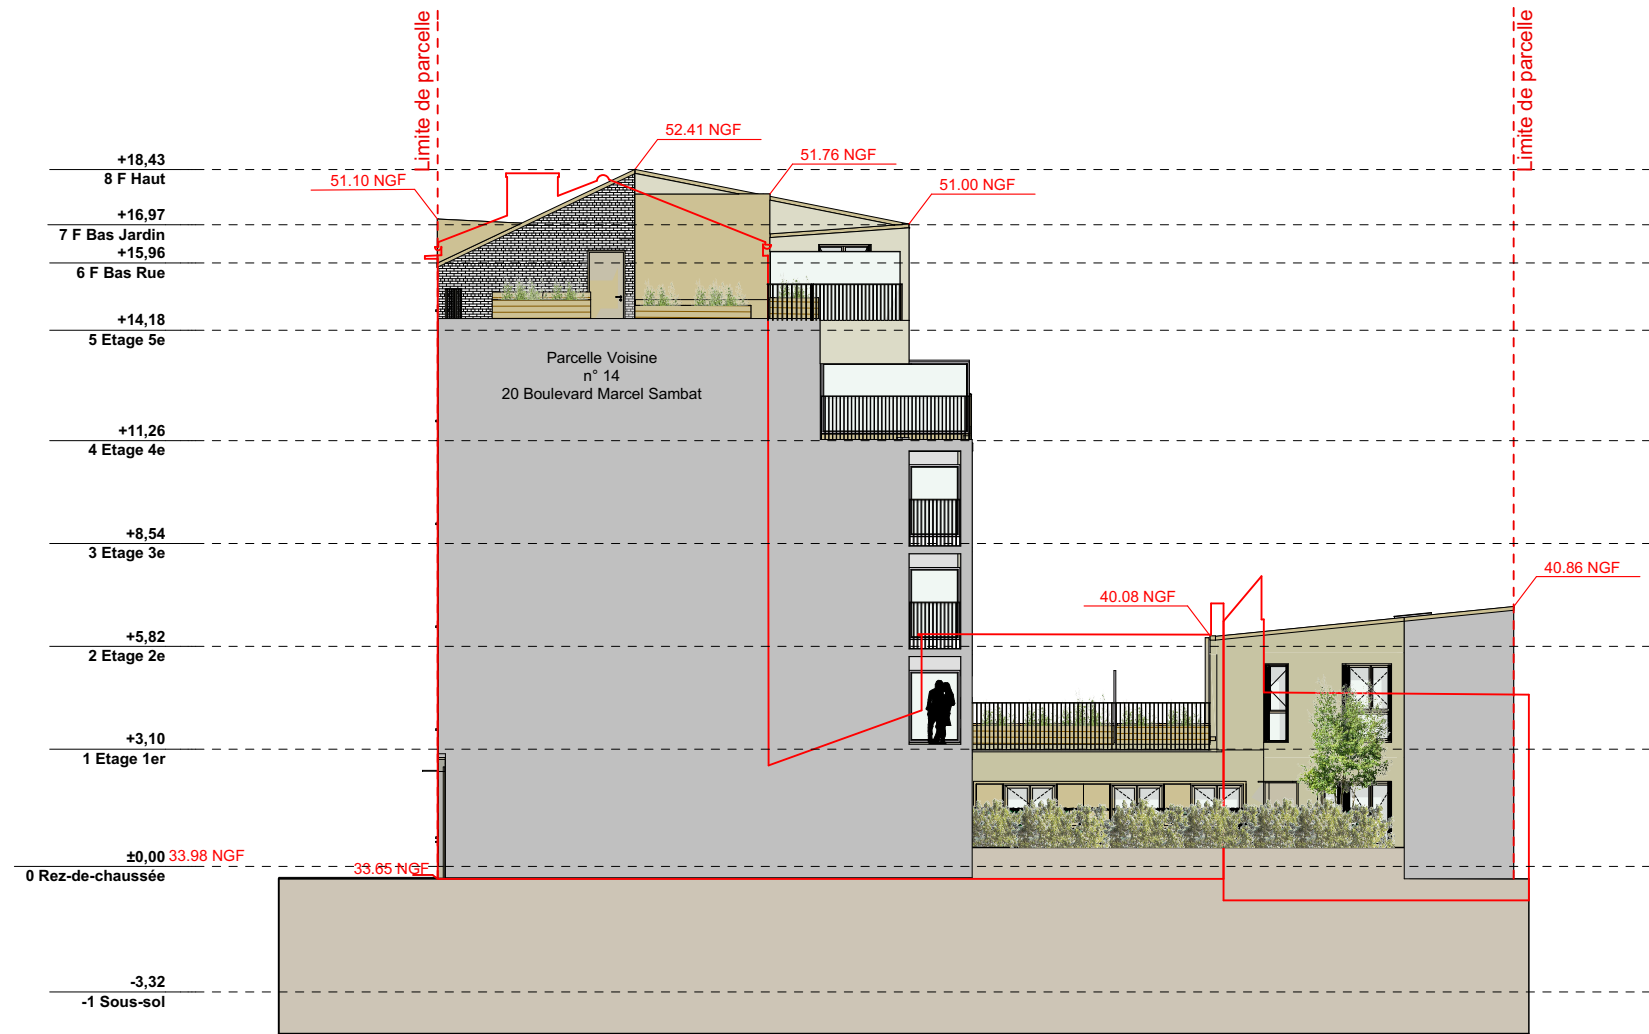 Limite de parcelle
Limite de parcelle
52.41 NGF
51.76 NGF
51.10 NGF
51.00 NGF
+18,43
8 F Haut
+16,97
7 F Bas Jardin
+15,96
6 F Bas Rue
+14,18
5 Etage 5e
Parcelle Voisine
n° 14
20 Boulevard Marcel Sambat
+11,26
4 Etage 4e
+8,54
3 Etage 3e
40.86 NGF
40.08 NGF
+5,82
2 Etage 2e
+3,10
1 Etage 1er
±0,00 33.98 NGF
0 Rez-de-chaussée
33.65 NGF
-3,32
-1 Sous-sol